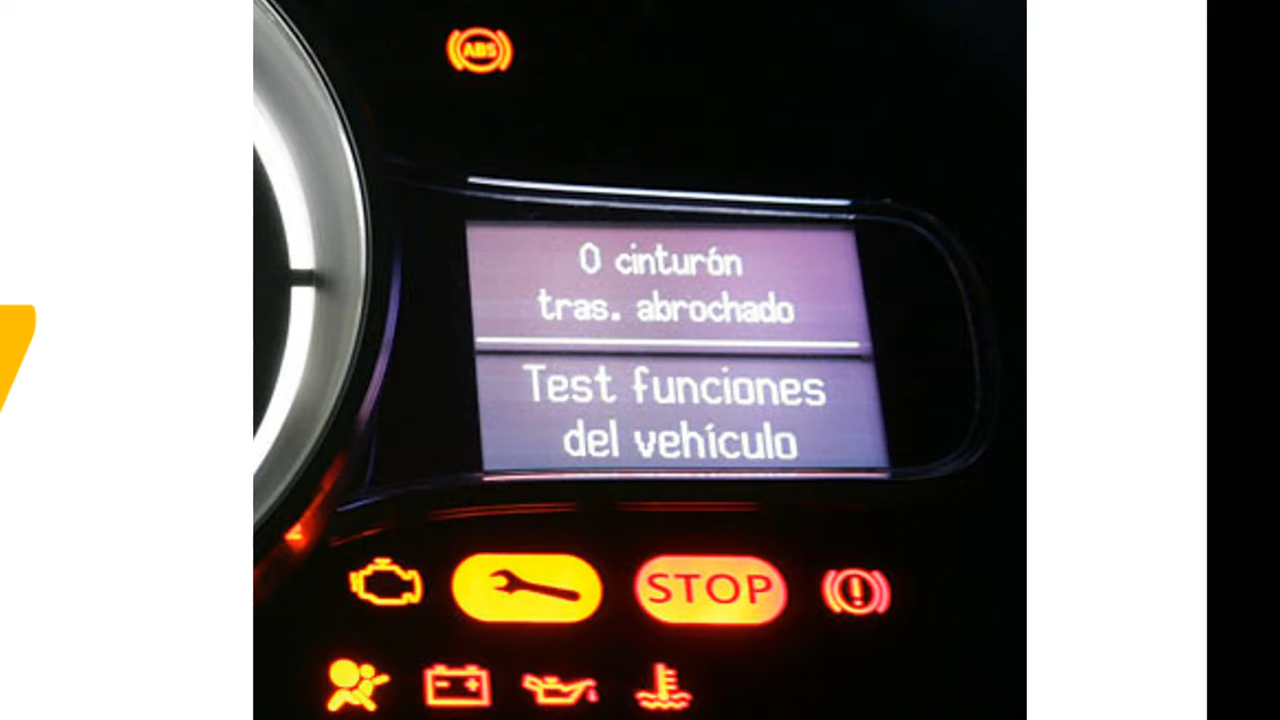 ABS
0 cinturón
tras. abrochado
Test funciones
del vehículo
STOP